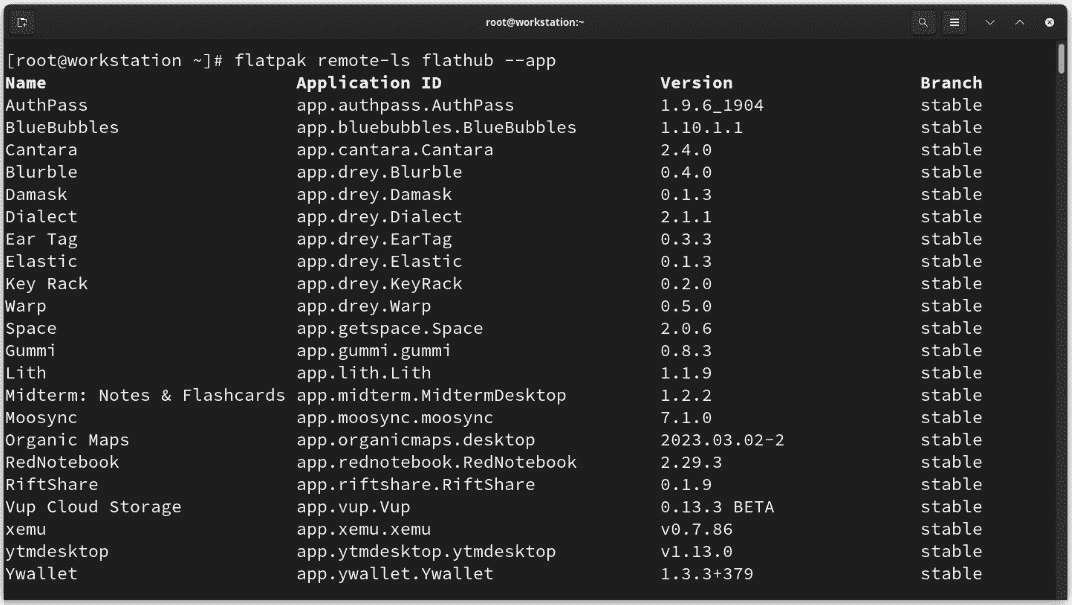 root@workstation:~
[root@workstation ~]# flatpak remote-ls flathub --app
Name Application ID Version Branch
AuthPass app.authpass.AuthPass 1.9.6_1904 stable
BlueBubbles app.bluebubbles.BlueBubbles 1.10.1.1 stable
Cantara app.cantara.Cantara 2.4.0 stable
Blurble app.drey.Blurble 0.4.0 stable
Damask app.drey.Damask 0.1.3 stable
Dialect app.drey.Dialect 2.1.1 stable
Ear Tag app.drey.EarTag 0.3.3 stable
Elastic app.drey.Elastic 0.1.3 stable
Key Rack app.drey.KeyRack 0.2.0 stable
Warp app.drey.Warp 0.5.0 stable
Space app.getspace.Space 2.0.6 stable
Gummi app.gummi.gummi 0.8.3 stable
Lith app.lith.Lith 1.1.9 stable
Midterm: Notes & Flashcards app.midterm.MidtermDesktop 1.2.2 stable
Moosync app.moosync.moosync 7.1.0 stable
Organic Maps app.organicmaps.desktop 2023.03.02-2 stable
RedNotebook app.rednotebook.RedNotebook 2.29.3 stable
RiftShare app.riftshare.RiftShare 0.1.9 stable
Vup Cloud Storage app.vup.Vup 0.13.3 BETA stable
xemu app.xemu.xemu v0.7.86 stable
ytmdesktop app.ytmdesktop.ytmdesktop v1.13.0 stable
Ywallet app.ywallet.Ywallet 1.3.3+379 stable